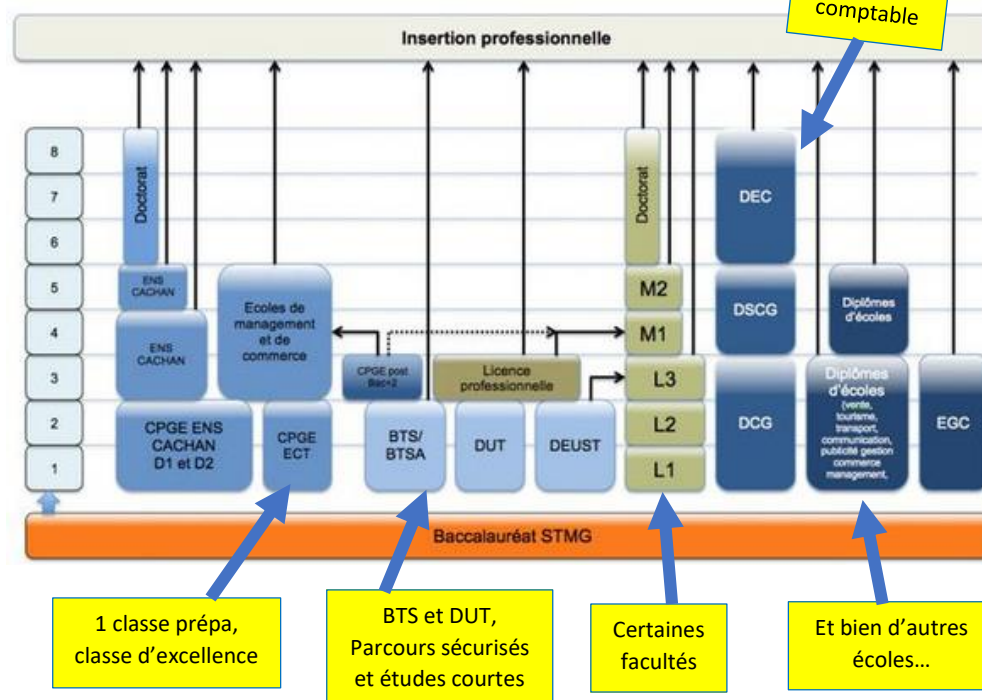 comptable
Insertion professionnelle
8
7
6
5
4
3
2
1
Doctorat
ENS
CACHAN
ENS
CACHAN
CPGE ENS
CACHAN
D1 et D2
Ecoles de
management
et de
commerce
CPGE
ECT
CPGE post
Bac+2
BTS/
BTSA
Licence
professionnelle
DUT
DEUST
Doctorat
M2
M1
L3
L2
L1
DEC
DSCG
DCG
Diplômes
d'écoles
Diplômes
d'écoles
(vente,
tourisme,
transport,
communication,
publicité gestion
commerce
management,
EGC
Baccalauréat STMG
1 classe prépa,
classe d’excellence
BTS et DUT,
Parcours sécurisés
et études courtes
Certaines
facultés
Et bien d’autres
écoles…